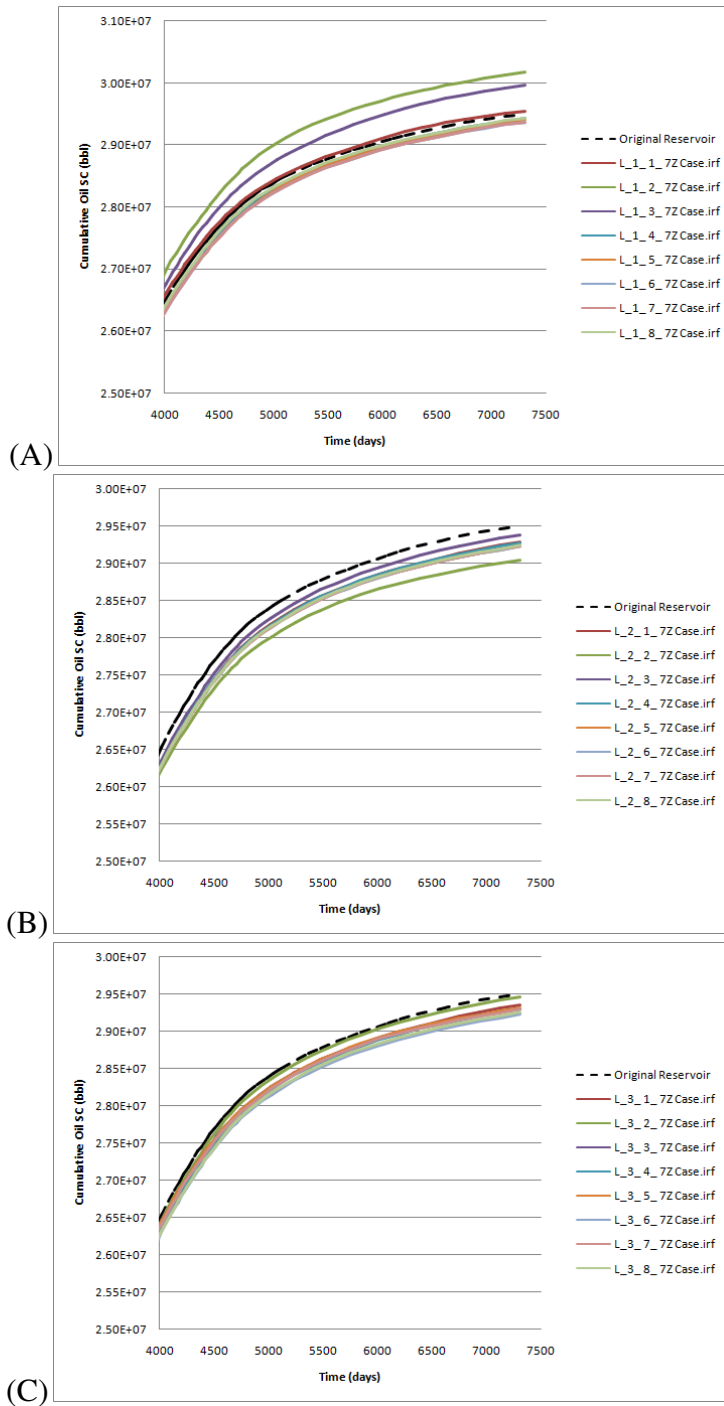 3.10E+07
3.00E+07
2.90E+07
2.80E+07
2.70E+07
2.60E+07
2.50E+07
Cumulative Oil SC (bbl)
4000 4500 5000 5500 6000 6500 7000 7500
Time (days)
Original Reservoir
L_1_1_7Z Case.irf
L_1_2_7Z Case.irf
L_1_3_7Z Case.irf
L_1_4_7Z Case.irf
L_1_5_7Z Case.irf
L_1_6_7Z Case.irf
L_1_7_7Z Case.irf
L_1_8_7Z Case.irf
(A)
3.00E+07
2.95E+07
2.90E+07
2.85E+07
2.80E+07
2.75E+07
2.70E+07
2.65E+07
2.60E+07
2.55E+07
2.50E+07
Cumulative Oil SC (bbl)
4000 4500 5000 5500 6000 6500 7000 7500
Time (days)
Original Reservoir
L_2_1_7Z Case.irf
L_2_2_7Z Case.irf
L_2_3_7Z Case.irf
L_2_4_7Z Case.irf
L_2_5_7Z Case.irf
L_2_6_7Z Case.irf
L_2_7_7Z Case.irf
L_2_8_7Z Case.irf
(B)
3.00E+07
2.95E+07
2.90E+07
2.85E+07
2.80E+07
2.75E+07
2.70E+07
2.65E+07
2.60E+07
2.55E+07
2.50E+07
Cumulative Oil SC (bbl)
4000 4500 5000 5500 6000 6500 7000 7500
Time (days)
Original Reservoir
L_3_1_7Z Case.irf
L_3_2_7Z Case.irf
L_3_3_7Z Case.irf
L_3_4_7Z Case.irf
L_3_5_7Z Case.irf
L_3_6_7Z Case.irf
L_3_7_7Z Case.irf
L_3_8_7Z Case.irf
(C)